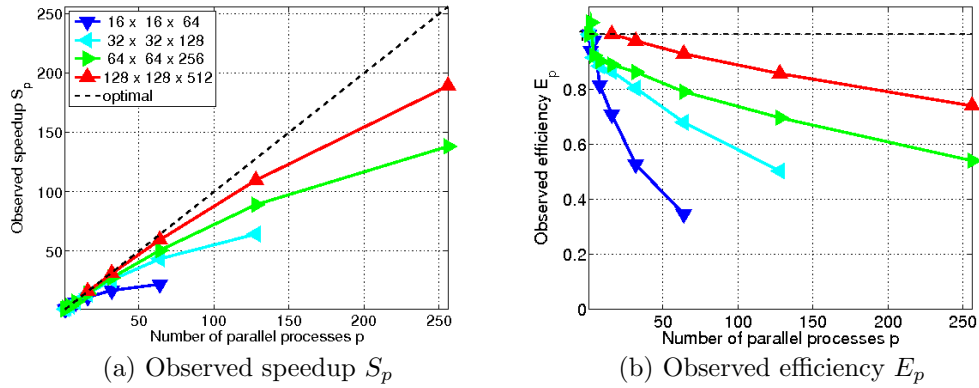 250
200
150
100
50
Observed speedup S_p
16 x 16 x 64
32 x 32 x 128
64 x 64 x 256
128 x 128 x 512
optimal
50 100 150 200 250
Number of parallel processes p
(a) Observed speedup S_p
1
0.8
0.6
0.4
0.2
0
Observed efficiency E_p
50 100 150 200 250
Number of parallel processes p
(b) Observed efficiency E_p